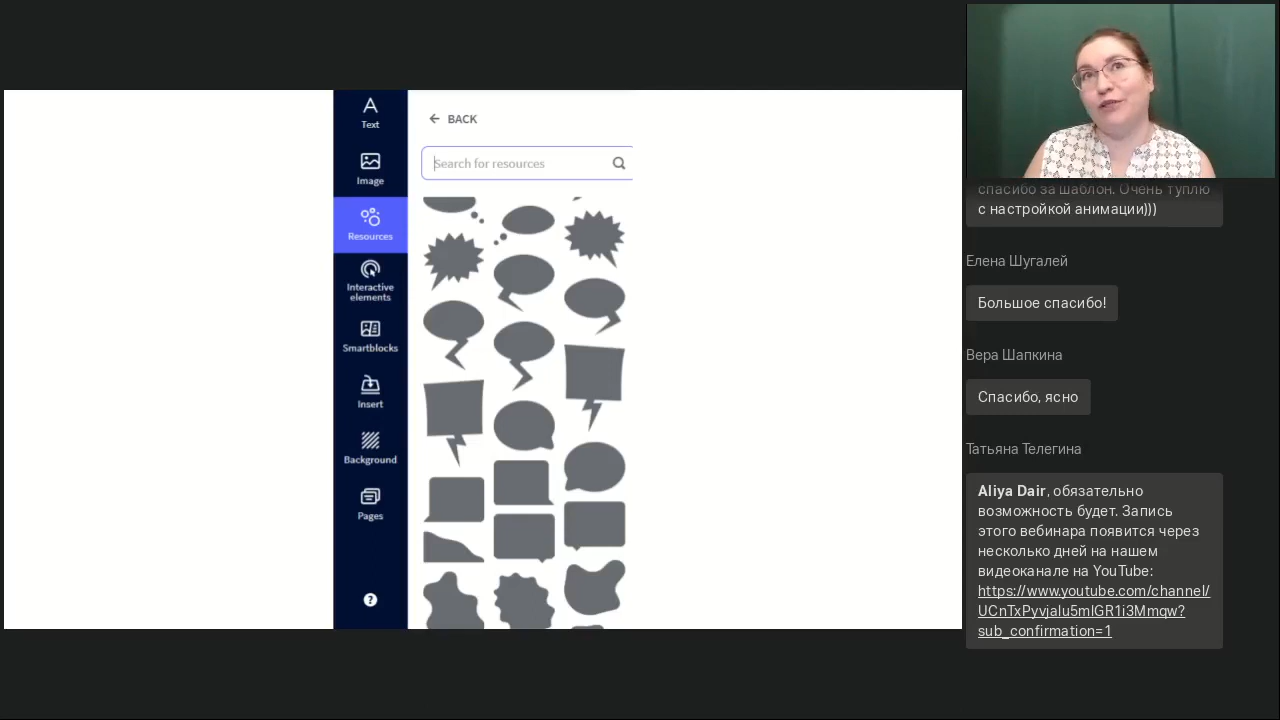 Text
Image
Resources
Interactive
elements
Smartblocks
Insert
Background
Pages
?
BACK
Search for resources
спасибо за шаблон. Очень туплю
с настройкой анимации)))
Елена Шугалей
Большое спасибо!
Вера Шапкина
Спасибо, ясно
Татьяна Телегина
Aliya Dair, обязательно
возможность будет. Запись
этого вебинара появится через
несколько дней на нашем
видеоканале на YouTube:
https://www.youtube.com/channel/
UCnTxPyvjalu5mlGR1i3Mmqw?
sub_confirmation=1